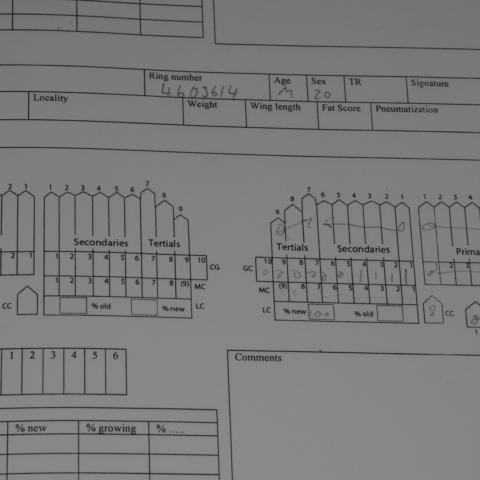 Ring number Age Sex TR Signature
4603614 M 20
Locality Weight Wing length Fat Score Pneumatization
2 1 1 2 3 4 5 6 7 8 9 9 8 7 6 5 4 3 2 1 1 2 3 4
Secondaries Tertials Tertials Secondaries Prima
2 1 1 2 3 4 5 6 7 8 9 10 CG GC 10 9 8 7 6 5 4 3 2 1 1 2 3
1 2 3 4 5 6 7 8 (9) MC MC (9) 8 7 6 5 4 3 2 1
CC % old % new LC LC % new 100 % old 8 CC
1
1 2 3 4 5 6
Comments
% new % growing % .....